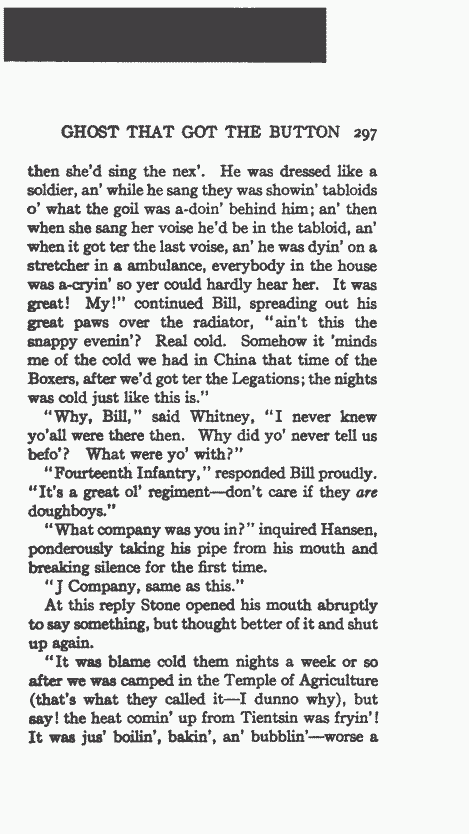 GHOST THAT GOT THE BUTTON 297
then she'd sing the nex'. He was dressed like a
soldier, an' while he sang they was showin' tabloids
o' what the goil was a-doin' behind him; an' then
when she sang her voise he'd be in the tabloid, an'
when it got ter the last voise, an' he was dyin' on a
stretcher in a ambulance, everybody in the house
was a-cryin' so yer could hardly hear her. It was
great! My!" continued Bill, spreading out his
great paws over the radiator, "ain't this the
snappy evenin'? Real cold. Somehow it 'minds
me of the cold we had in China that time of the
Boxers, after we'd got ter the Legations; the nights
was cold just like this is."
"Why, Bill," said Whitney, "I never knew
yo'all were there then. Why did yo' never tell us
befo'? What were yo' with?"
"Fourteenth Infantry," responded Bill proudly.
"It's a great ol' regiment—don't care if they are
doughboys."
"What company was you in?" inquired Hansen,
ponderously taking his pipe from his mouth and
breaking silence for the first time.
"J Company, same as this."
At this reply Stone opened his mouth abruptly
to say something, but thought better of it and shut
up again.
"It was blame cold them nights a week or so
after we was camped in the Temple of Agriculture
(that's what they called it—I dunno why), but
say! the heat comin' up from Tientsin was fryin'!
It was jus' boilin', bakin', an' bubblin'—worse a